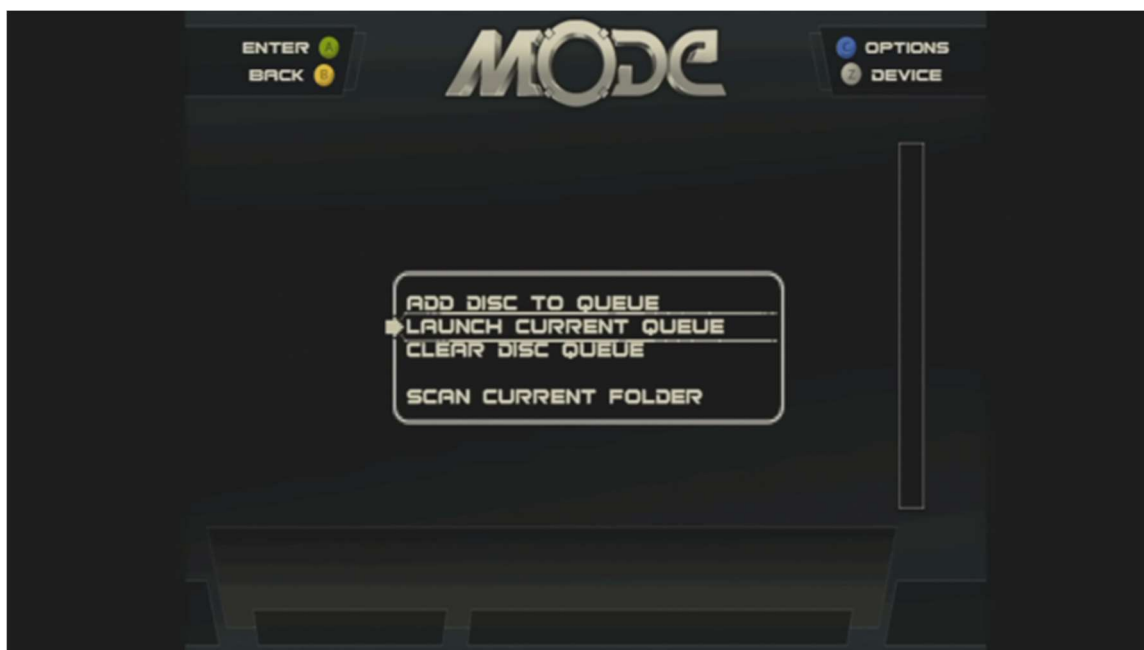 ENTER A
BACK B
MODE
C OPTIONS
Z DEVICE
ADD DISC TO QUEUE
LAUNCH CURRENT QUEUE
CLEAR DISC QUEUE
SCAN CURRENT FOLDER